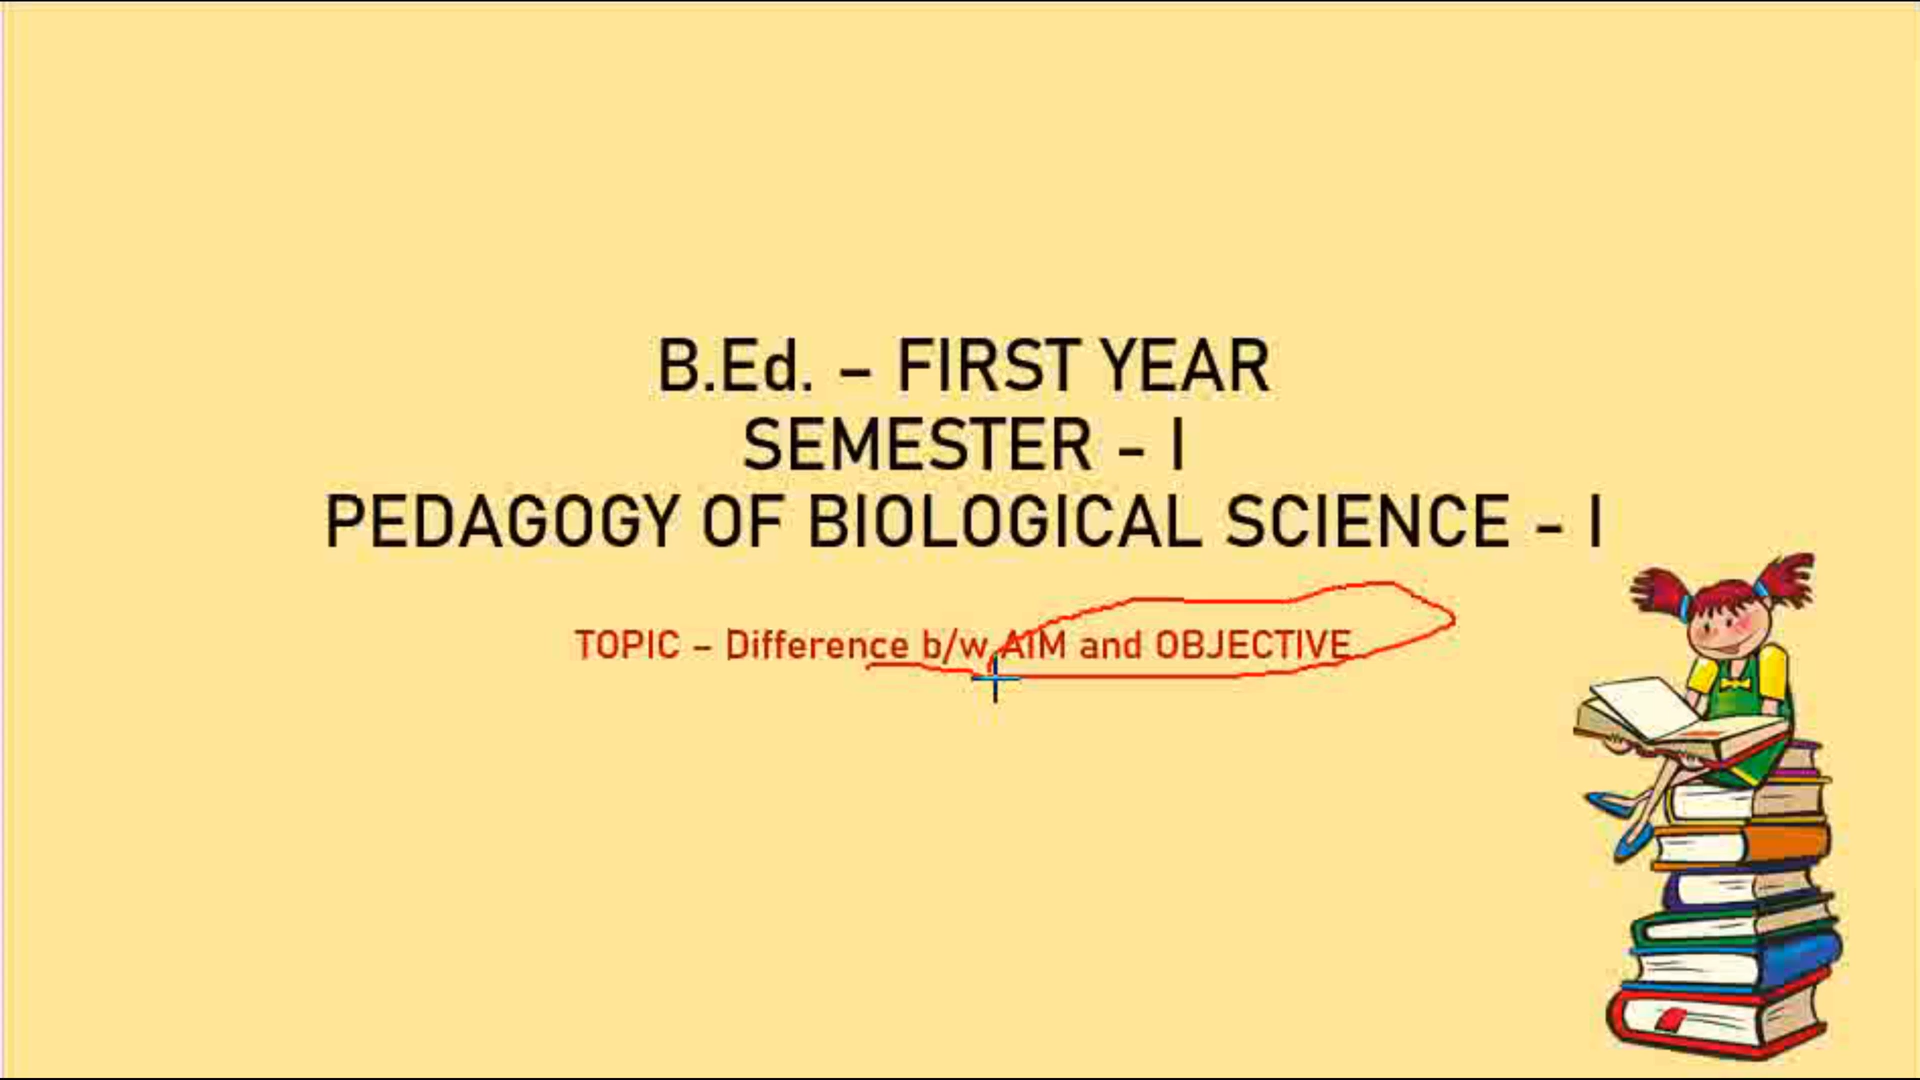 B.Ed. – FIRST YEAR
SEMESTER - I
PEDAGOGY OF BIOLOGICAL SCIENCE - I
TOPIC – Difference b/w AIM and OBJECTIVE